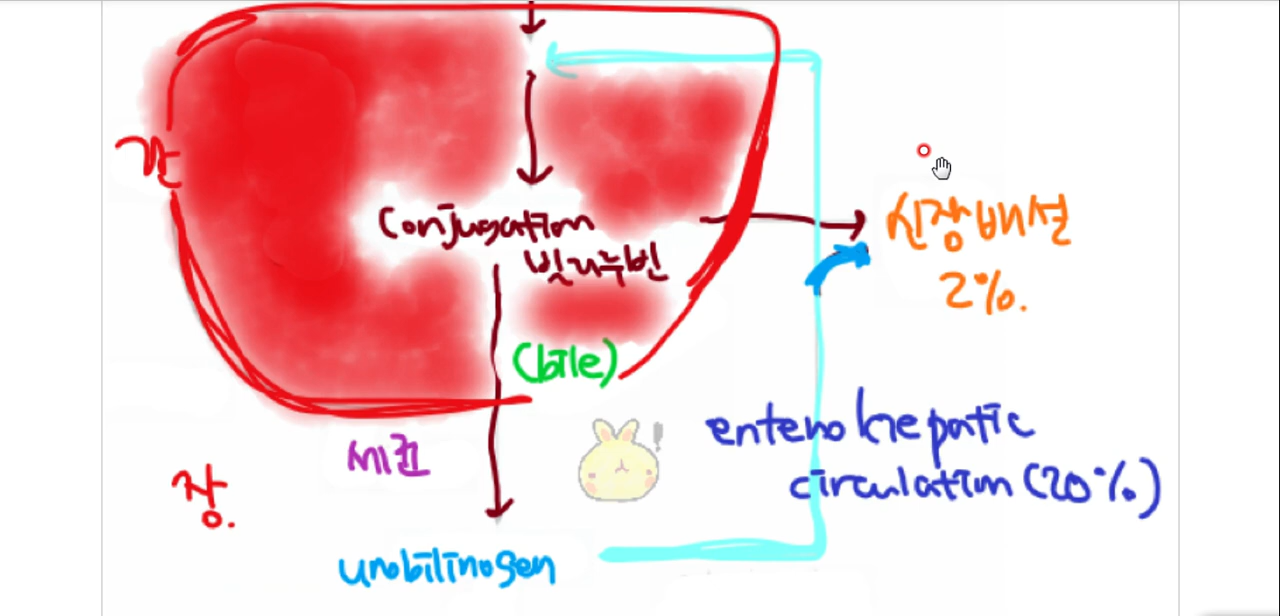 간
Conjugation
빌리루빈
신장배설
2%.
(bile)
세균
장.
enterohepatic
circulation (20%)
urobilinogen